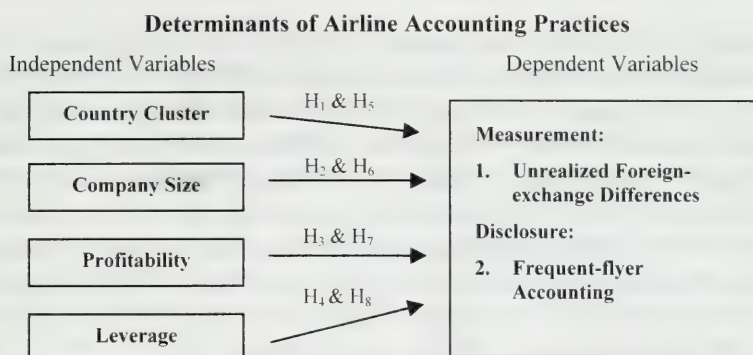 Determinants of Airline Accounting Practices
Independent Variables
Dependent Variables
Country Cluster
H₁ & H₅
Company Size
H₂ & H₆
Profitability
H₃ & H₇
Leverage
H₄ & H₈
Measurement:
1. Unrealized Foreign-
exchange Differences
Disclosure:
2. Frequent-flyer
Accounting